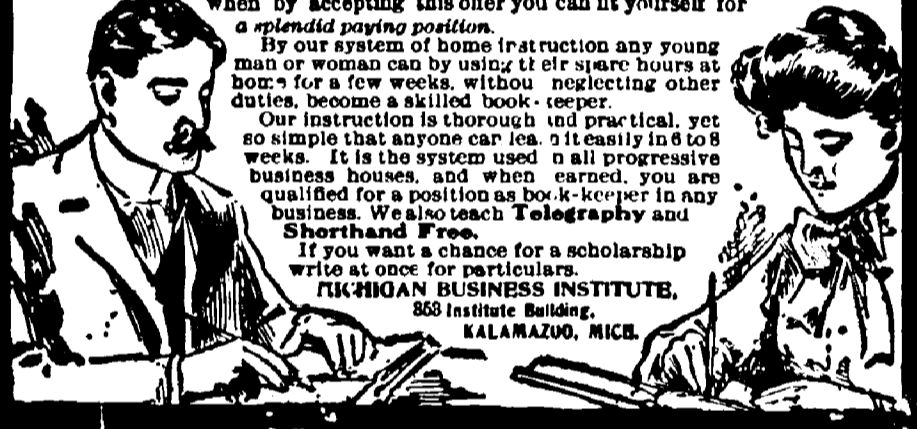 when by accepting this offer you can fit yourself for
a splendid paying position.
By our system of home instruction any young
man or woman can by using their spare hours at
home for a few weeks, without neglecting other
duties, become a skilled book-keeper.
Our instruction is thorough and practical, yet
so simple that anyone can learn it easily in 6 to 8
weeks. It is the system used in all progressive
business houses, and when learned, you are
qualified for a position as book-keeper in any
business. We also teach Telegraphy and
Shorthand Free.
If you want a chance for a scholarship
write at once for particulars.
MICHIGAN BUSINESS INSTITUTE,
Institute Building,
KALAMAZOO, MICH.